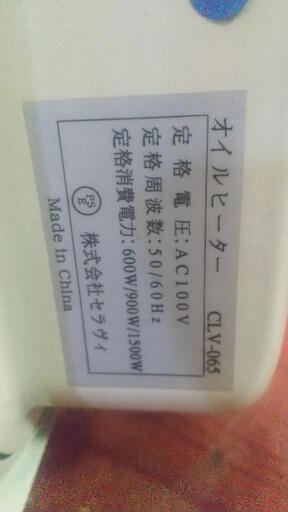 オイルヒーター CLV-065
定格電圧:AC100V
定格周波数:50/60Hz
定格消費電力:600W/900W/1500W
PSE 株式会社セラヴィ
Made in China